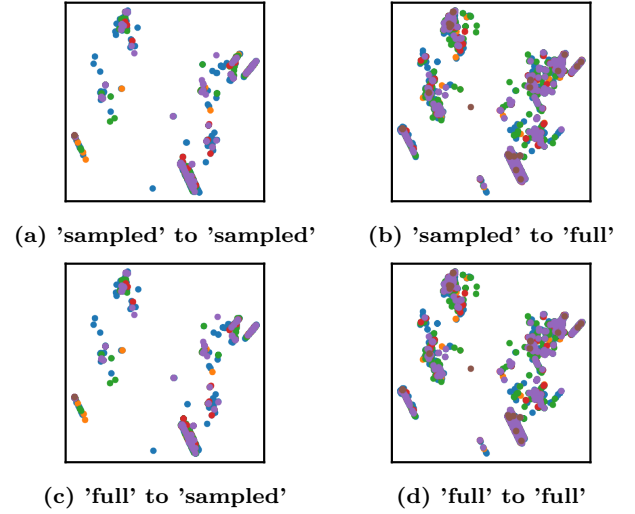 (a) 'sampled' to 'sampled'
(b) 'sampled' to 'full'
(c) 'full' to 'sampled'
(d) 'full' to 'full'